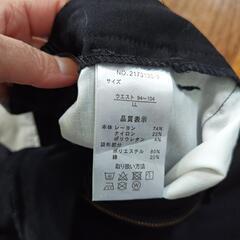 サイズ
ウエスト 94〜104
LL
品質表示
本体 レーヨン 74%
ナイロン 22%
ポリウレタン 4%
ポリエステル 80%
綿 20%
取り扱い方法